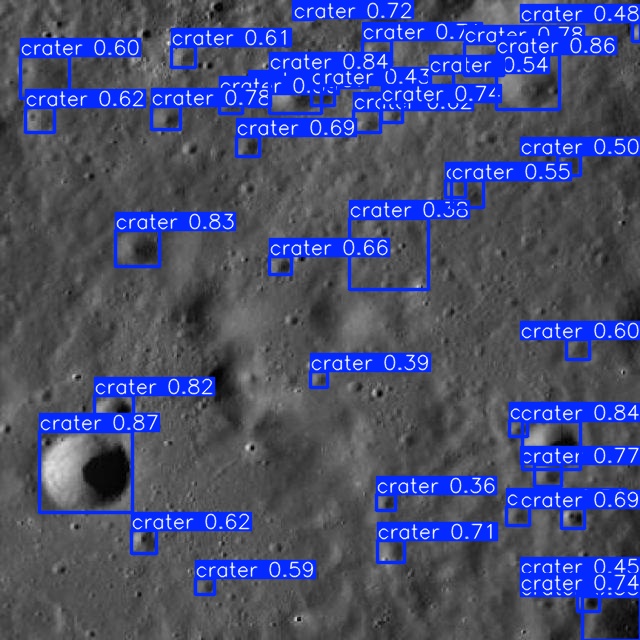 crater 0.72
crater 0.48
crater 0.61
crater 0.7
crater 0.78
crater 0.60
crater 0.86
crater 0.84
crater 0.54
crater 0.43
crater 0.62
crater 0.78
crater 0.74
crater 0.69
crater 0.50
crater 0.55
crater 0.83
crater 0.38
crater 0.66
crater 0.60
crater 0.39
crater 0.82
crater 0.84
crater 0.87
crater 0.77
crater 0.36
crater 0.69
crater 0.62
crater 0.71
crater 0.59
crater 0.45
crater 0.74